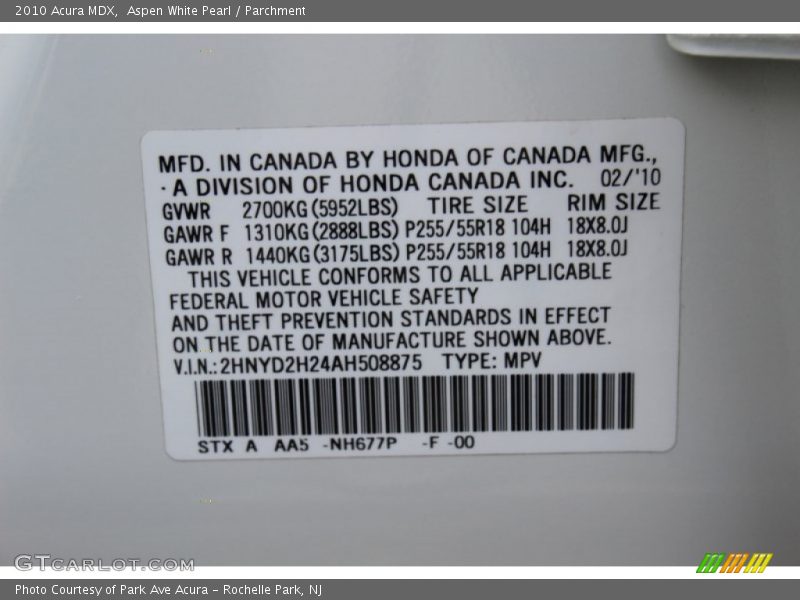 2010 Acura MDX,  Aspen White Pearl / Parchment
MFD. IN CANADA BY HONDA OF CANADA MFG.,
A DIVISION OF HONDA CANADA INC. 02/'10
GVWR 2700KG(5952LBS) TIRE SIZE RIM SIZE
GAWR F 1310KG(2888LBS) P255/55R18 104H 18X8.0J
GAWR R 1440KG(3175LBS) P255/55R18 104H 18X8.0J
THIS VEHICLE CONFORMS TO ALL APPLICABLE
FEDERAL MOTOR VEHICLE SAFETY
AND THEFT PREVENTION STANDARDS IN EFFECT
ON THE DATE OF MANUFACTURE SHOWN ABOVE.
V.I.N.:2HNYD2H24AH508875 TYPE: MPV
STX A AA5 -NH677P -F -00
GTCARLOT.COM
Photo Courtesy of Park Ave Acura – Rochelle Park, NJ